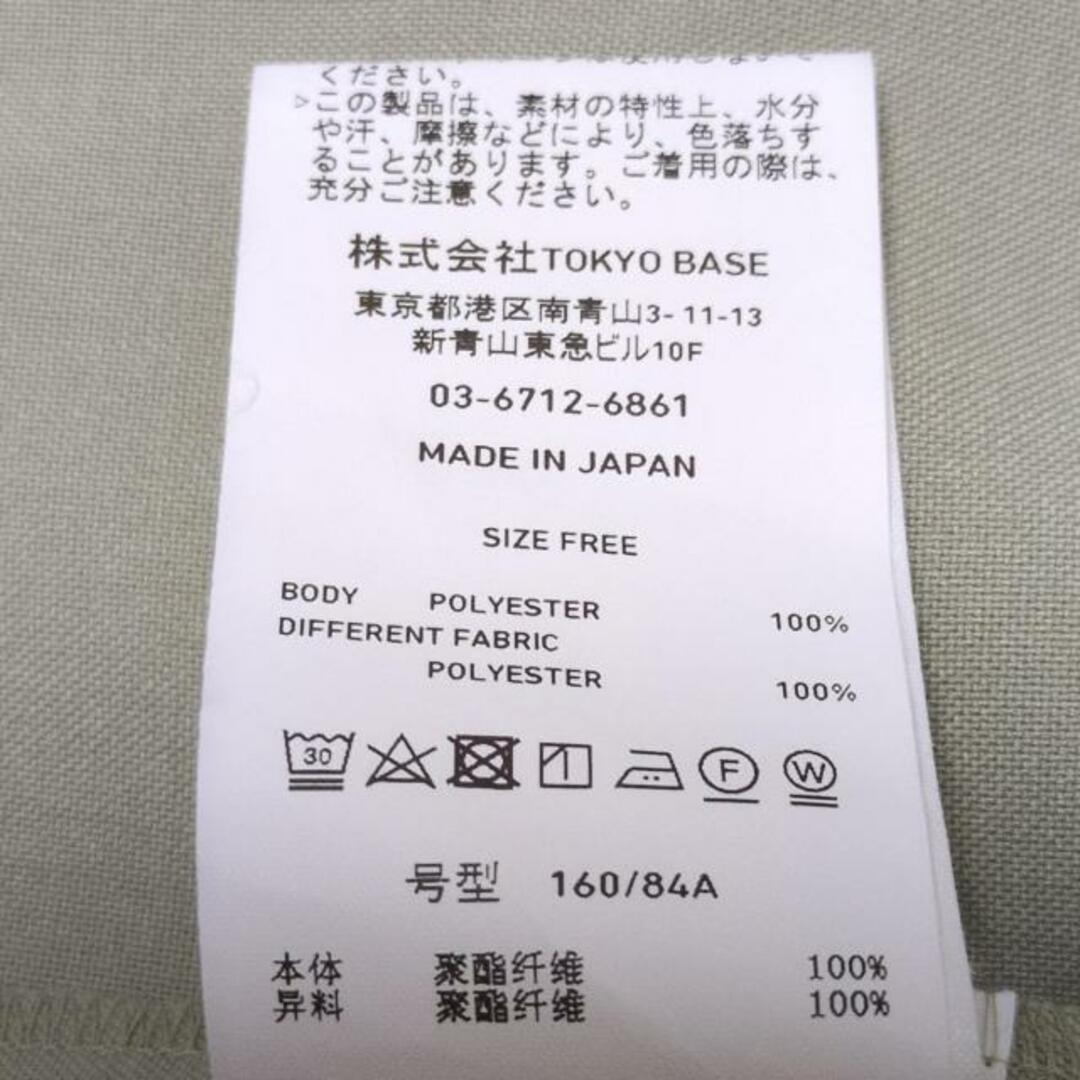 ください。
>この製品は、素材の特性上、水分
や汗、摩擦などにより、色落ちす
ることがあります。ご着用の際は、
充分ご注意ください。
株式会社TOKYO BASE
東京都港区南青山3-11-13
新青山東急ビル10F
03-6712-6861
MADE IN JAPAN
SIZE FREE
BODY POLYESTER 100%
DIFFERENT FABRIC
POLYESTER 100%
30 F W
号型 160/84A
本体 聚酯纤维 100%
异料 聚酯纤维 100%